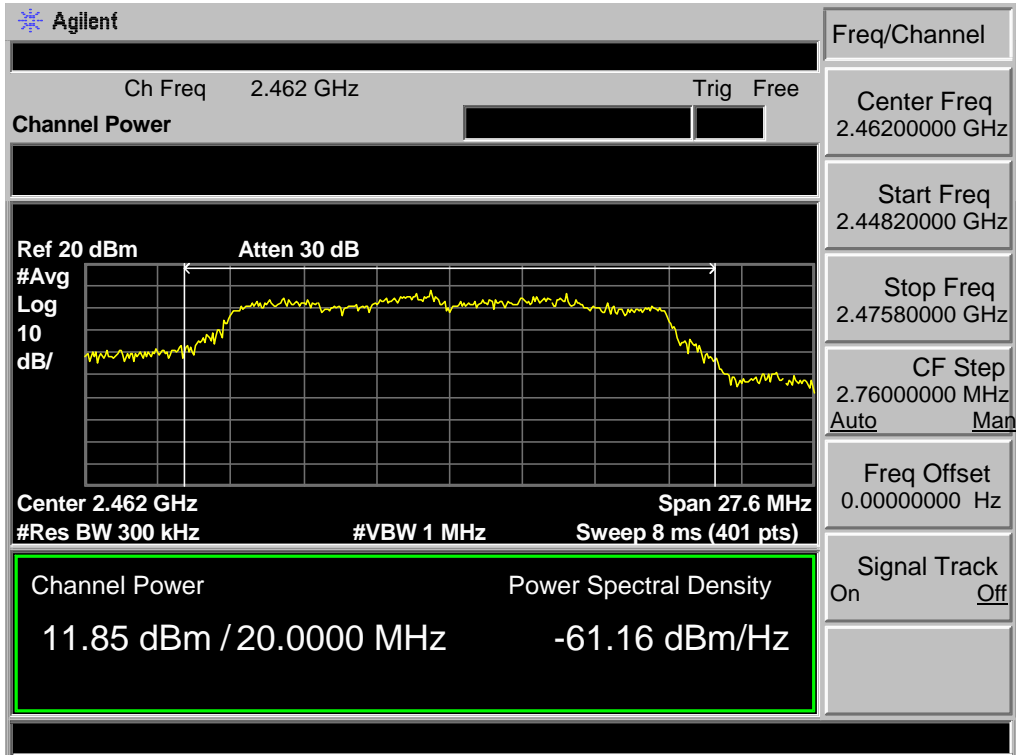 Agilent
Freq/Channel
Ch Freq 2.462 GHz Trig Free
Channel Power
Center Freq
2.46200000 GHz
Start Freq
2.44820000 GHz
Ref 20 dBm Atten 30 dB
#Avg
Log
10
dB/
Stop Freq
2.47580000 GHz
CF Step
2.76000000 MHz
Auto Man
Center 2.462 GHz Span 27.6 MHz
#Res BW 300 kHz #VBW 1 MHz Sweep 8 ms (401 pts)
Freq Offset
0.00000000 Hz
Channel Power Power Spectral Density
11.85 dBm / 20.0000 MHz -61.16 dBm/Hz
Signal Track
On Off